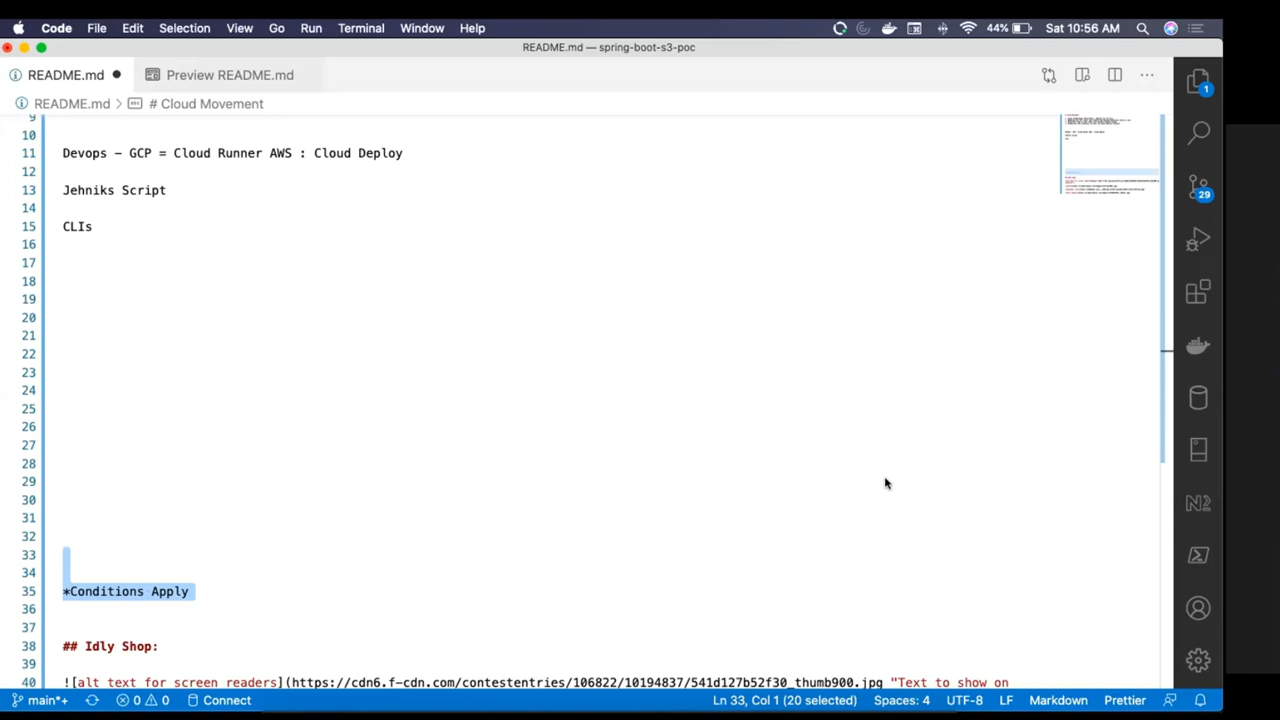 Code File Edit Selection View Go Run Terminal Window Help 44% Sat 10:56 AM
README.md — spring-boot-s3-poc
README.md Preview README.md
README.md > # Cloud Movement
9
10
11 Devops - GCP = Cloud Runner AWS : Cloud Deploy
12
13 Jehniks Script
14
15 CLIs
16
17
18
19
20
21
22
23
24
25
26
27
28
29
30
31
32
33
34
35 *Conditions Apply
36
37
38 ## Idly Shop:
39
40 ![alt text for screen readers](https://cdn6.f-cdn.com/contestentries/106822/10194837/541d127b52f30_thumb900.jpg "Text to show on
1
29
main*+ 0 0 Connect Ln 33, Col 1 (20 selected) Spaces: 4 UTF-8 LF Markdown Prettier